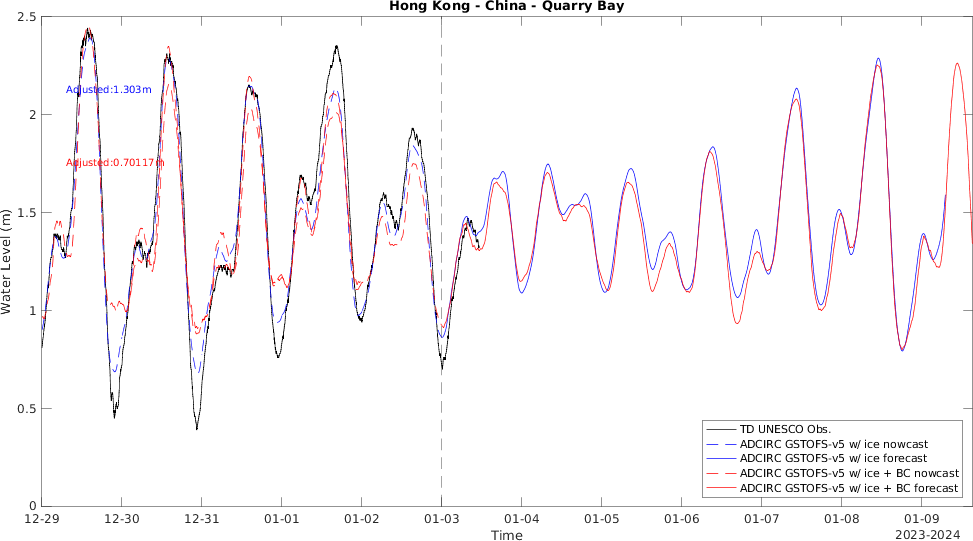 Hong Kong - China - Quarry Bay
2.5
2
1.5
1
0.5
0
Water Level (m)
Adjusted:1.303m
Adjusted:0.70117m
TD UNESCO Obs.
ADCIRC GSTOFS-v5 w/ ice nowcast
ADCIRC GSTOFS-v5 w/ ice forecast
ADCIRC GSTOFS-v5 w/ ice + BC nowcast
ADCIRC GSTOFS-v5 w/ ice + BC forecast
12-29 12-30 12-31 01-01 01-02 01-03 01-04 01-05 01-06 01-07 01-08 01-09
Time
2023-2024